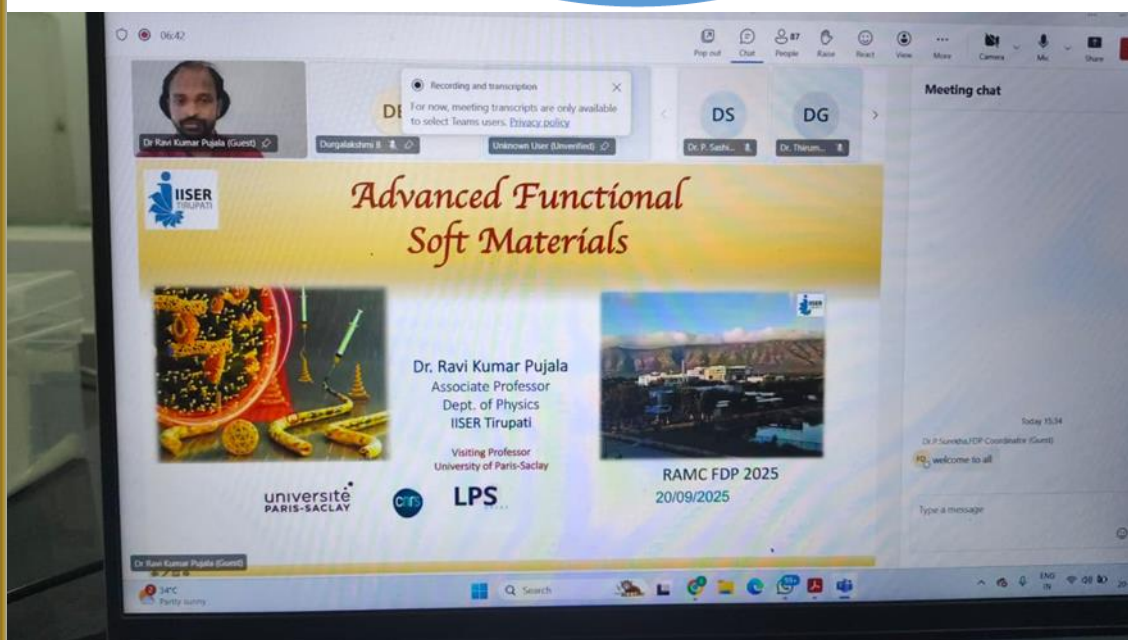 06:42
87
Pop out
Chat
People
Raise
React
View
More
Camera
Mic
Share
Recording and transcription
For now, meeting transcripts are only available
to select Teams users. Privacy policy
Meeting chat
DS
DG
Dr Ravi Kumar Pujala (Guest)
Durgalakshmi B
Unknown User (Unverified)
Dr. P. Sashi...
Dr. Thirum...
IISER
TIRUPATI
Advanced Functional
Soft Materials
Dr. Ravi Kumar Pujala
Associate Professor
Dept. of Physics
IISER Tirupati
Visiting Professor
University of Paris-Saclay
université
PARIS-SACLAY
cnrs
LPS
RAMC FDP 2025
20/09/2025
Today 15:34
Dr.P.Surekha,FDP Coordinator (Guest)
welcome to all
Type a message
Dr Ravi Kumar Pujala (Guest)
34°C
Partly sunny
Search
99+
ENG
IN